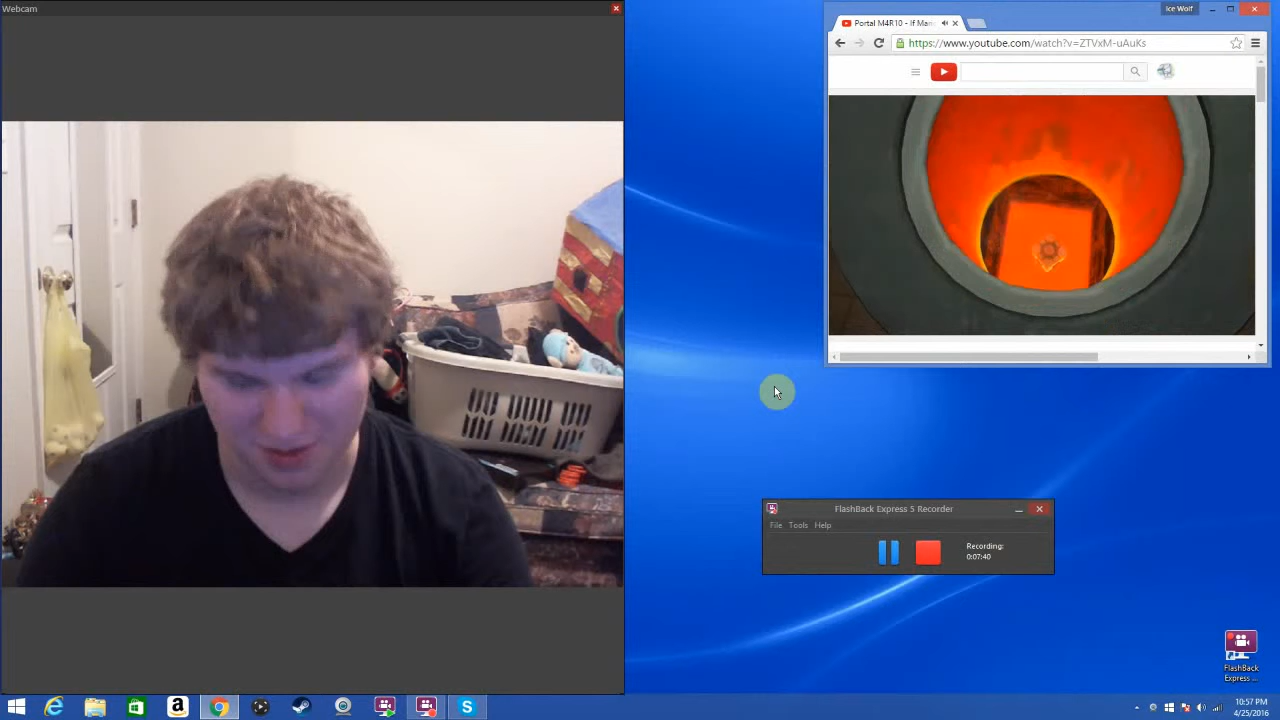 Webcam
Ice Wolf
Portal M4R10 - If Man
https://www.youtube.com/watch?v=ZTVxM-uAuKs
FlashBack Express 5 Recorder
File Tools Help
Recording:
0:07:40
FlashBack
Express ...
10:57 PM
4/25/2016